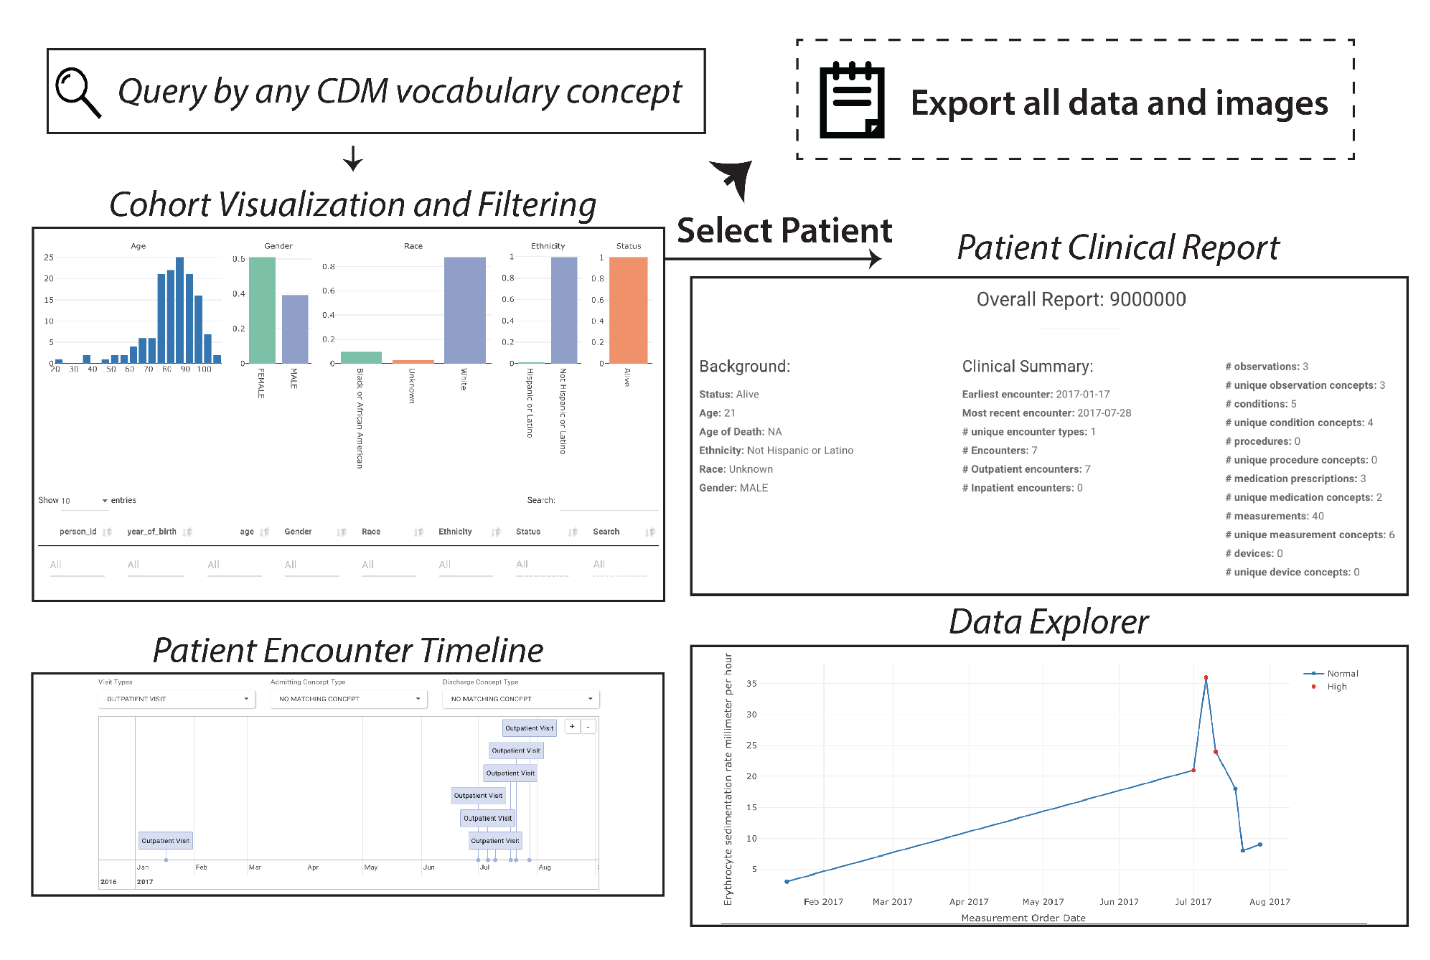 Query by any CDM vocabulary concept
Export all data and images
Cohort Visualization and Filtering
Select Patient
Age
Gender
Race
Ethnicity
Status
25
20
15
10
5
0
20 30 40 50 60 70 80 90 100
0.6
0.4
0.2
0
FEMALE
MALE
0.8
0.6
0.4
0.2
0
Black or African American
Unknown
White
1
0.8
0.6
0.4
0.2
0
Hispanic or Latino
Not Hispanic or Latino
1
0.8
0.6
0.4
0.2
0
Alive
Show 10 entries
Search:
person_id year_of_birth age Gender Race Ethnicity Status Search
All All All All All All All All
Patient Clinical Report
Overall Report: 9000000
Background:
Status: Alive
Age: 21
Age of Death: NA
Ethnicity: Not Hispanic or Latino
Race: Unknown
Gender: MALE
Clinical Summary:
Earliest encounter: 2017-01-17
Most recent encounter: 2017-07-28
# unique encounter types: 1
# Encounters: 7
# Outpatient encounters: 7
# Inpatient encounters: 0
# observations: 3
# unique observation concepts: 3
# conditions: 5
# unique condition concepts: 4
# procedures: 0
# unique procedure concepts: 0
# medication prescriptions: 3
# unique medication concepts: 2
# measurements: 40
# unique measurement concepts: 6
# devices: 0
# unique device concepts: 0
Patient Encounter Timeline
Visit Types
Admitting Concept Type
Discharge Concept Type
OUTPATIENT VISIT
NO MATCHING CONCEPT
NO MATCHING CONCEPT
+ -
Outpatient Visit
Outpatient Visit
Outpatient Visit
Outpatient Visit
Outpatient Visit
Outpatient Visit
Outpatient Visit
Jan Feb Mar Apr May Jun Jul Aug
2016 2017
Data Explorer
Erythrocyte sedimentation rate millimeter per hour
35
30
25
20
15
10
5
Normal
High
Feb 2017 Mar 2017 Apr 2017 May 2017 Jun 2017 Jul 2017 Aug 2017
Measurement Order Date